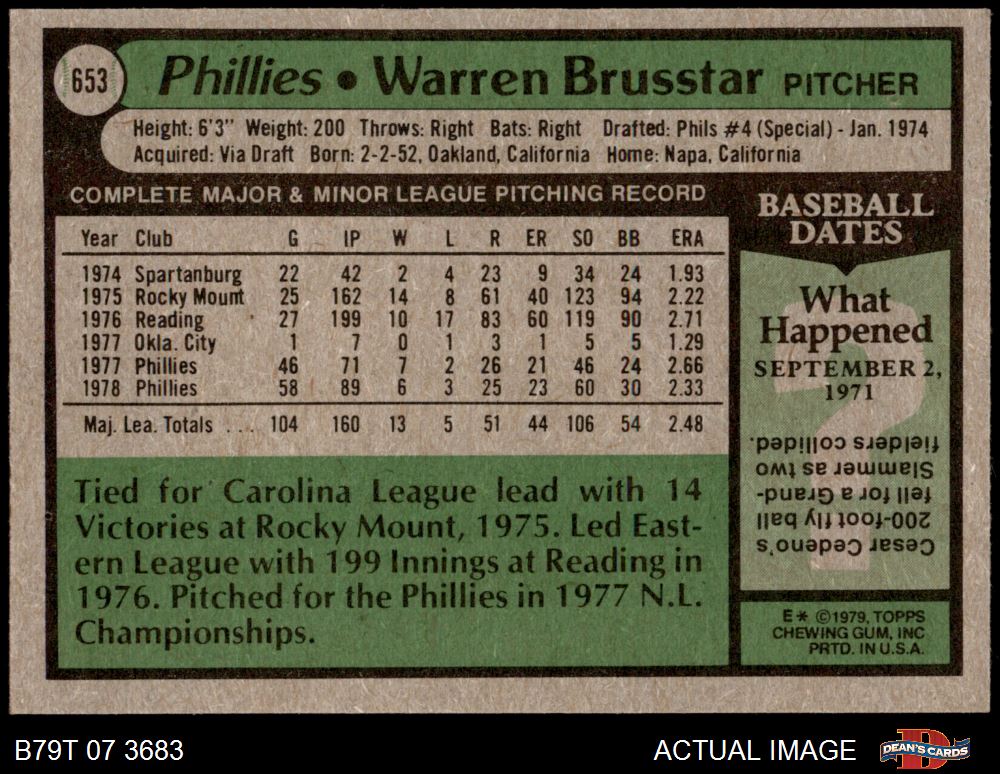 653 Phillies • Warren Brusstar PITCHER
Height: 6'3" Weight: 200 Throws: Right Bats: Right Drafted: Phils #4 (Special) - Jan. 1974
Acquired: Via Draft Born: 2-2-52, Oakland, California Home: Napa, California
COMPLETE MAJOR & MINOR LEAGUE PITCHING RECORD
Year Club G IP W L R ER SO BB ERA
1974 Spartanburg 22 42 2 4 23 9 34 24 1.93
1975 Rocky Mount 25 162 14 8 61 40 123 94 2.22
1976 Reading 27 199 10 17 83 60 119 90 2.71
1977 Okla. City 1 7 0 1 3 1 5 5 1.29
1977 Phillies 46 71 7 2 26 21 46 24 2.66
1978 Phillies 58 89 6 3 25 23 60 30 2.33
Maj. Lea. Totals . . . 104 160 13 5 51 44 106 54 2.48
Tied for Carolina League lead with 14
Victories at Rocky Mount, 1975. Led East-
ern League with 199 Innings at Reading in
1976. Pitched for the Phillies in 1977 N.L.
Championships.
BASEBALL
DATES
What
Happened
SEPTEMBER 2,
1971
?
Cesar Cedeno's
200-foot fly ball
fell for a Grand-
Slammer as two
fielders collided.
E* ©1979, TOPPS
CHEWING GUM, INC
PRTD. IN U.S.A.
B79T 07 3683
ACTUAL IMAGE
D
DEAN'S CARDS